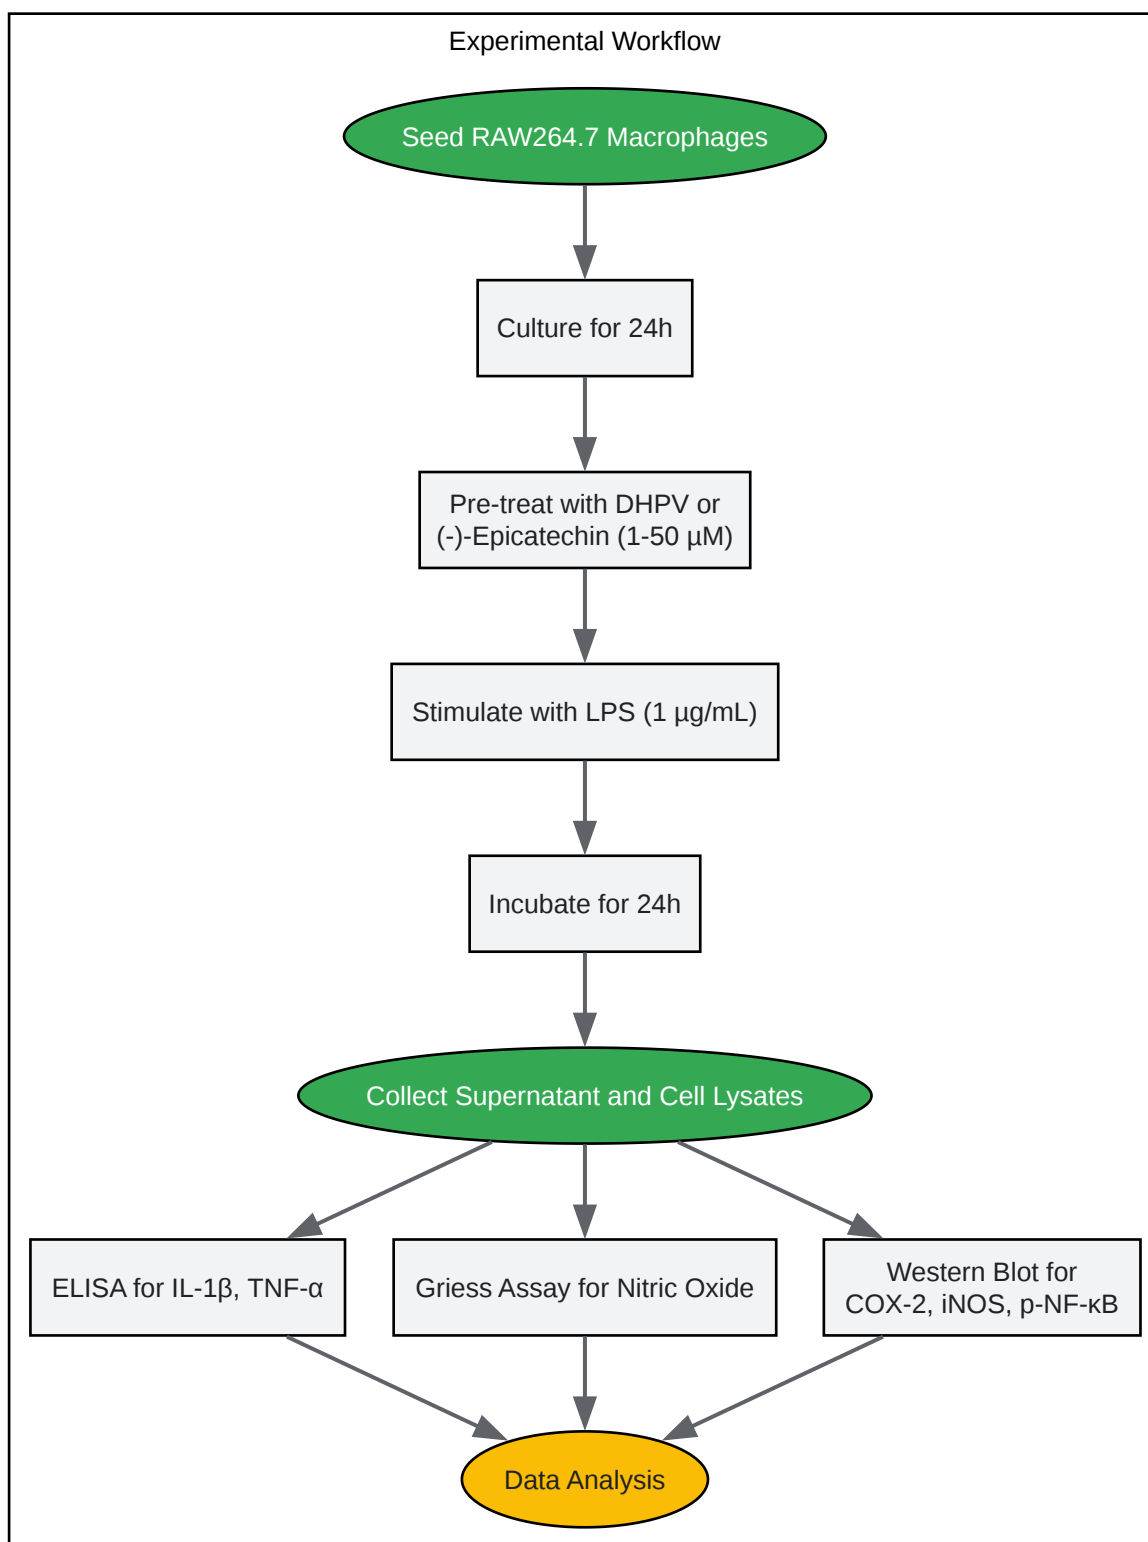 Experimental Workflow
Seed RAW264.7 Macrophages
Culture for 24h
Pre-treat with DHPV or
(-)-Epicatechin (1-50 µM)
Stimulate with LPS (1 µg/mL)
Incubate for 24h
Collect Supernatant and Cell Lysates
ELISA for IL-1β, TNF-α
Griess Assay for Nitric Oxide
Western Blot for
COX-2, iNOS, p-NF-κB
Data Analysis